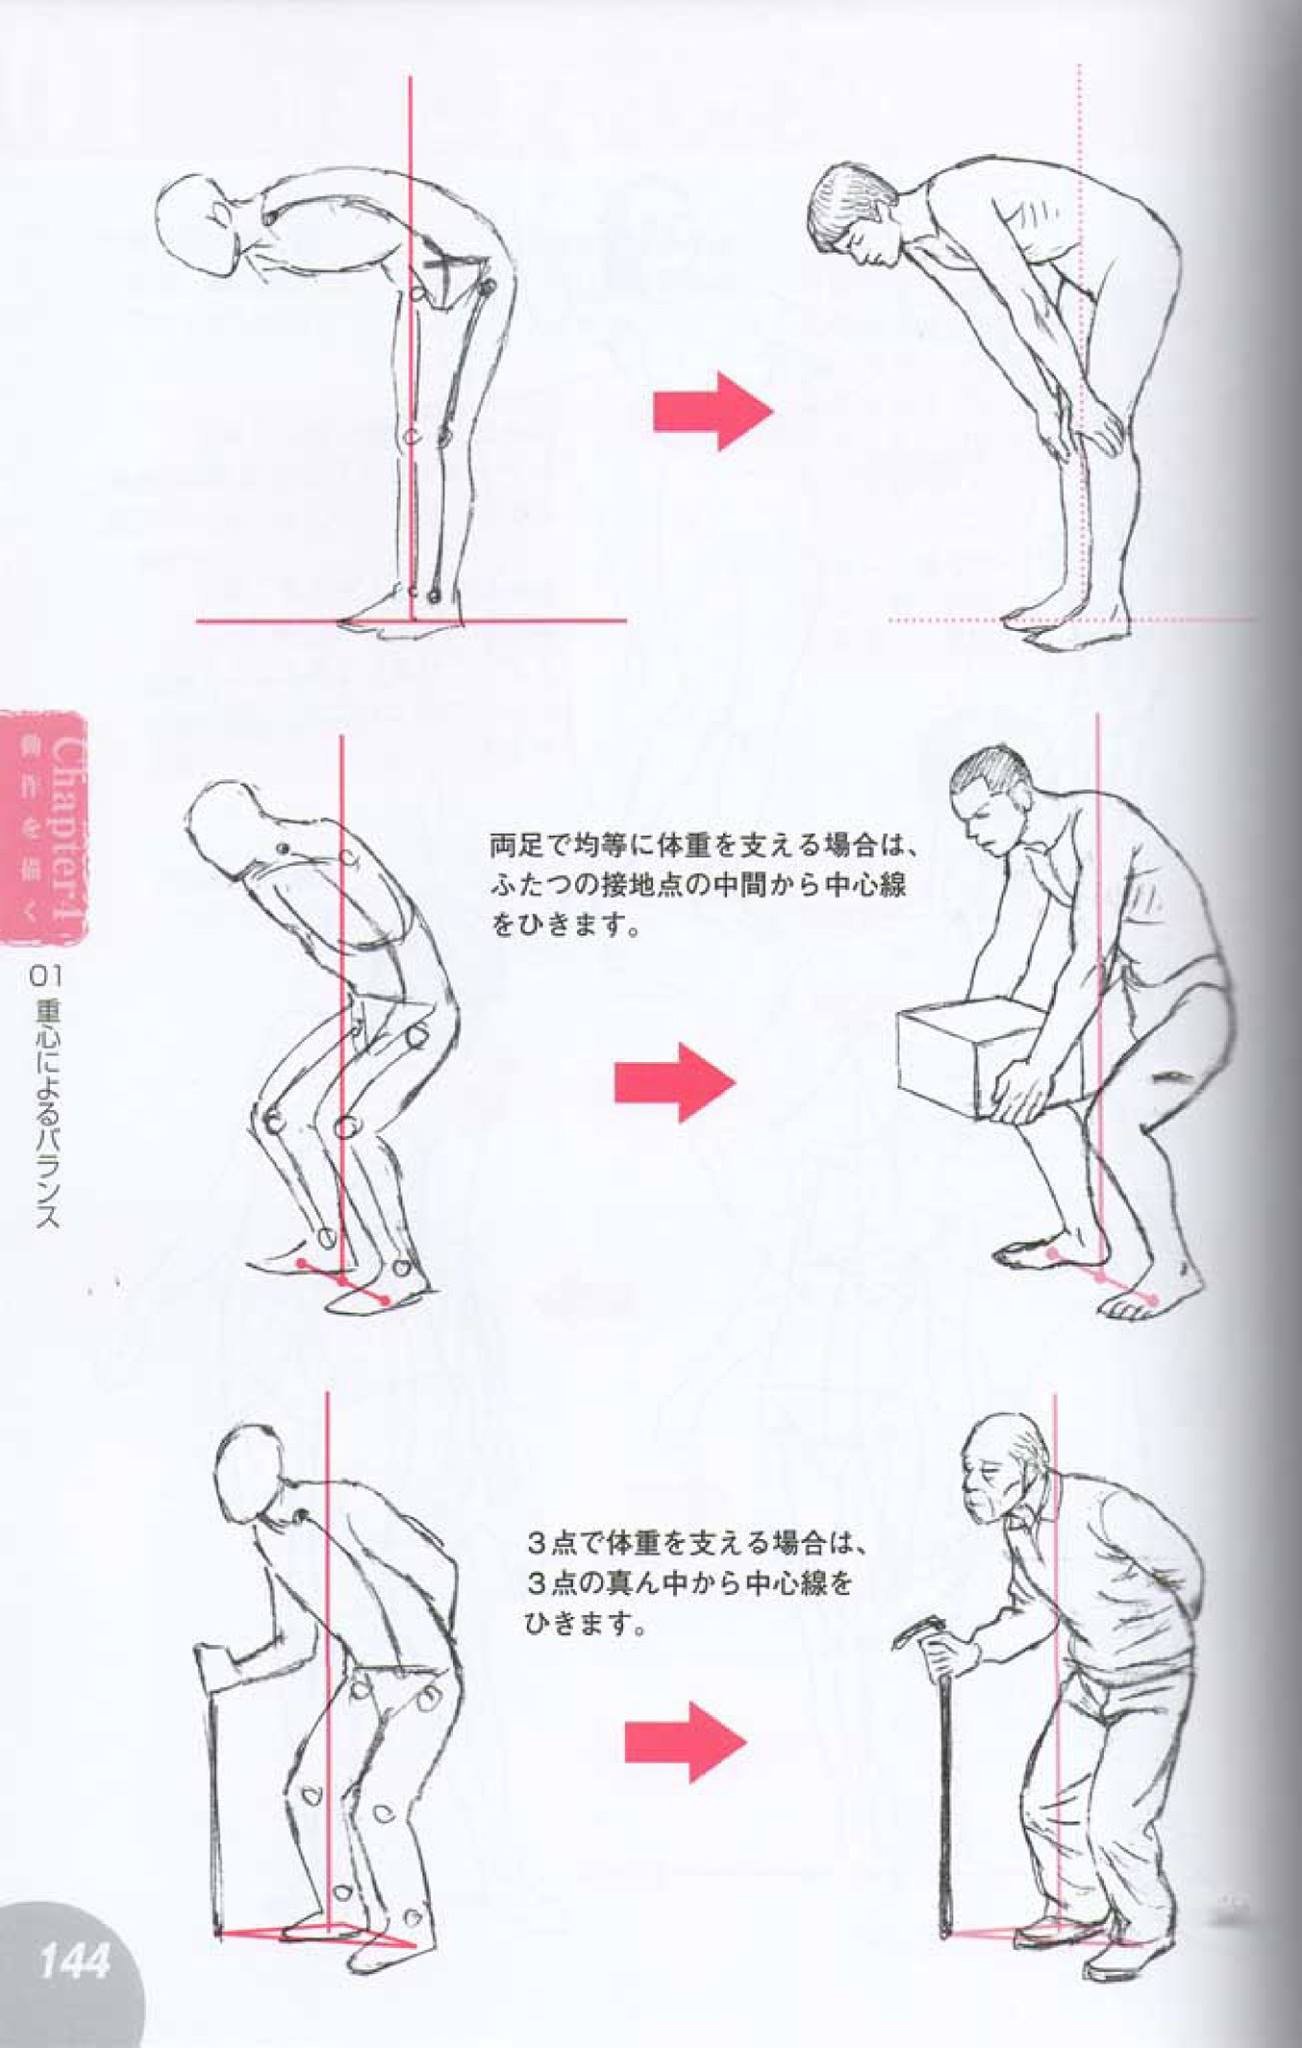 両足で均等に体重を支える場合は、
ふたつの接地点の中間から中心線
をひきます。
Chapter4
動作を描く
01 重心によるバランス
３点で体重を支える場合は、
３点の真ん中から中心線を
ひきます。
144